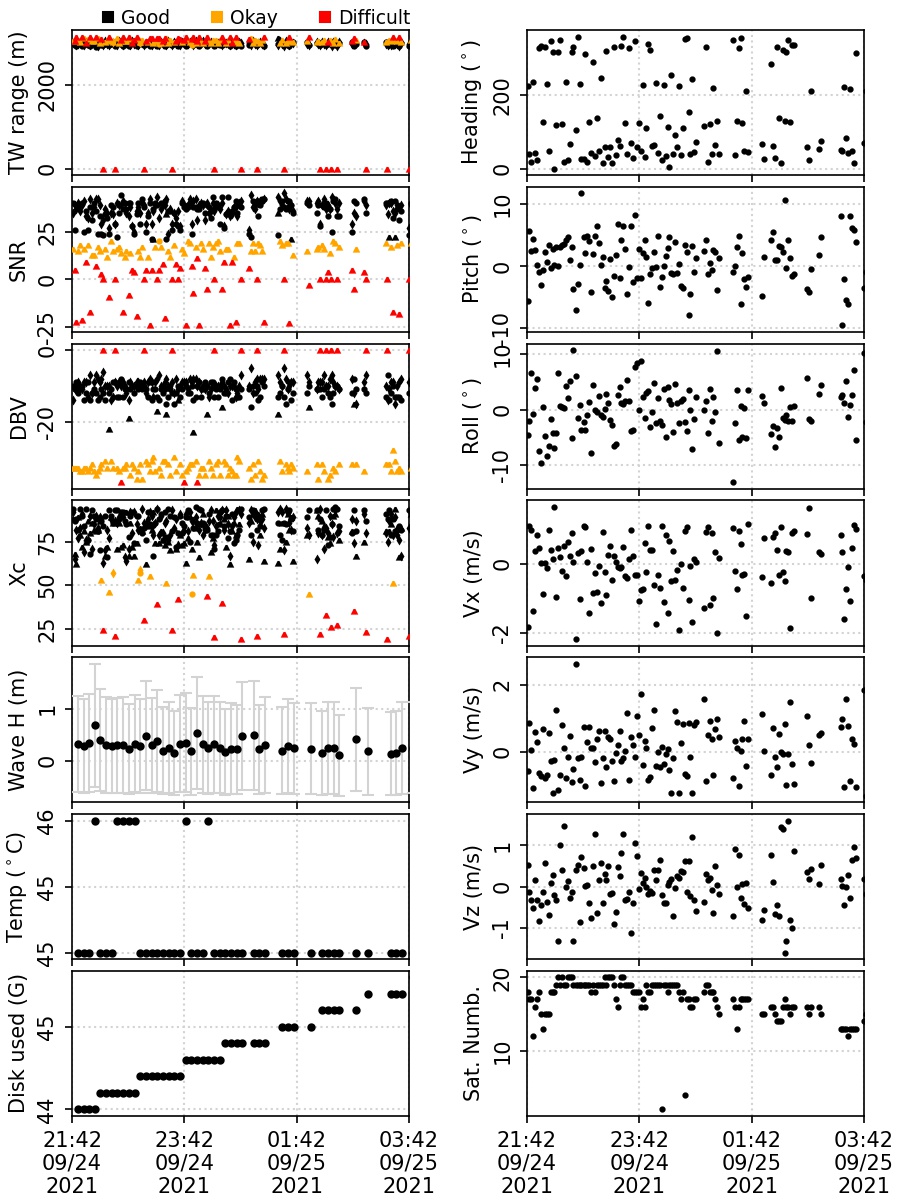 Good Okay Difficult
TW range (m)
2000
0
SNR
25
0
-25
DBV
0
-20
Xc
75
50
25
Wave H (m)
1
0
Temp (°C)
46
45
45
Disk used (G)
45
44
21:42 23:42 01:42 03:42
09/24 09/24 09/25 09/25
2021 2021 2021 2021
Heading (°)
200
0
Pitch (°)
10
0
-10
Roll (°)
10
0
-10
Vx (m/s)
0
-2
Vy (m/s)
2
0
Vz (m/s)
1
0
-1
Sat. Numb.
20
10
21:42 23:42 01:42 03:42
09/24 09/24 09/25 09/25
2021 2021 2021 2021